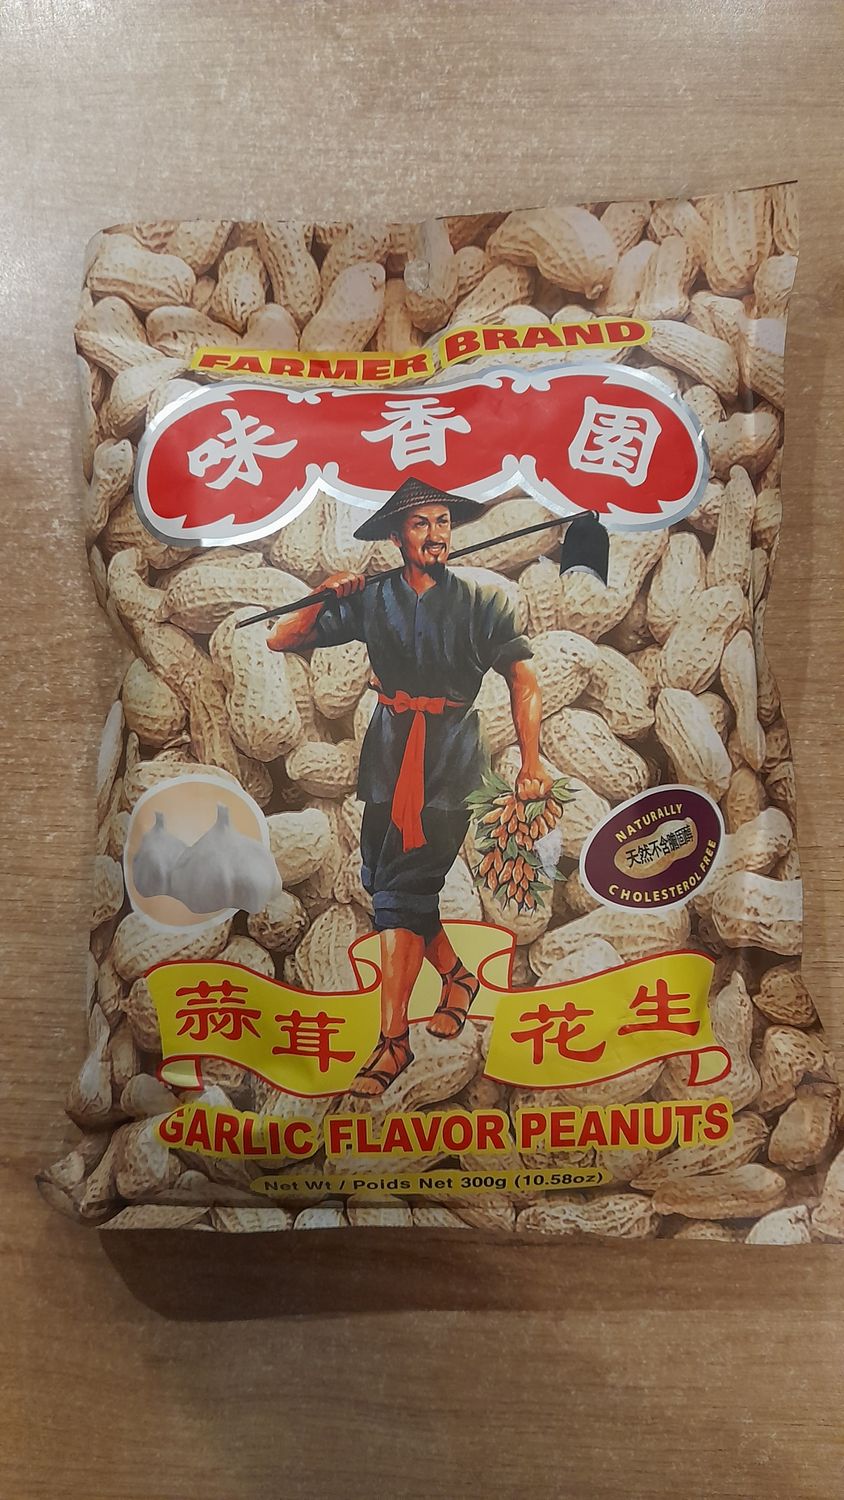 FARMER BRAND
味香園
NATURALLY
天然不含膽固醇
CHOLESTEROL FREE
蒜茸花生
GARLIC FLAVOR PEANUTS
Net Wt / Poids Net 300g (10.58oz)